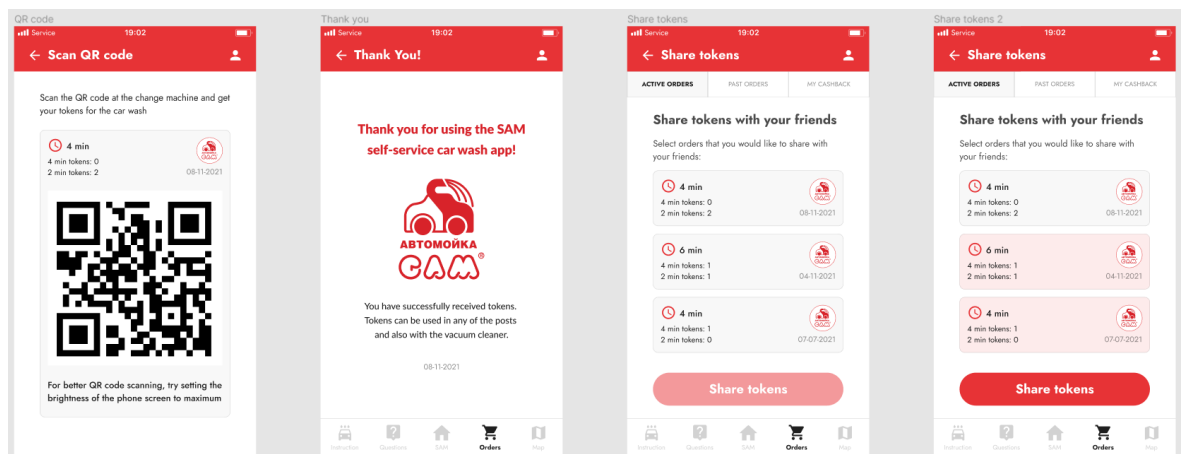 QR code
Service 19:02
← Scan QR code
Scan the QR code at the change machine and get
your tokens for the car wash
4 min
4 min tokens: 0
2 min tokens: 2
АВТОМОЙКА
САМ
08-11-2021
For better QR code scanning, try setting the
brightness of the phone screen to maximum
Thank you
Service 19:02
← Thank You!
Thank you for using the SAM
self-service car wash app!
АВТОМОЙКА
САМ®
You have successfully received tokens.
Tokens can be used in any of the posts
and also with the vacuum cleaner.
08-11-2021
Instruction Questions SAM Orders Map
Share tokens
Service 19:02
← Share tokens
ACTIVE ORDERS PAST ORDERS MY CASHBACK
Share tokens with your friends
Select orders that you would like to share with
your friends:
4 min
4 min tokens: 0
2 min tokens: 2
САМ
08-11-2021
6 min
4 min tokens: 1
2 min tokens: 1
САМ
04-11-2021
4 min
4 min tokens: 1
2 min tokens: 0
САМ
07-07-2021
Share tokens
Instruction Questions SAM Orders Map
Share tokens 2
Service 19:02
← Share tokens
ACTIVE ORDERS PAST ORDERS MY CASHBACK
Share tokens with your friends
Select orders that you would like to share with
your friends:
4 min
4 min tokens: 0
2 min tokens: 2
САМ
08-11-2021
6 min
4 min tokens: 1
2 min tokens: 1
САМ
04-11-2021
4 min
4 min tokens: 1
2 min tokens: 0
САМ
07-07-2021
Share tokens
Instruction Questions SAM Orders Map